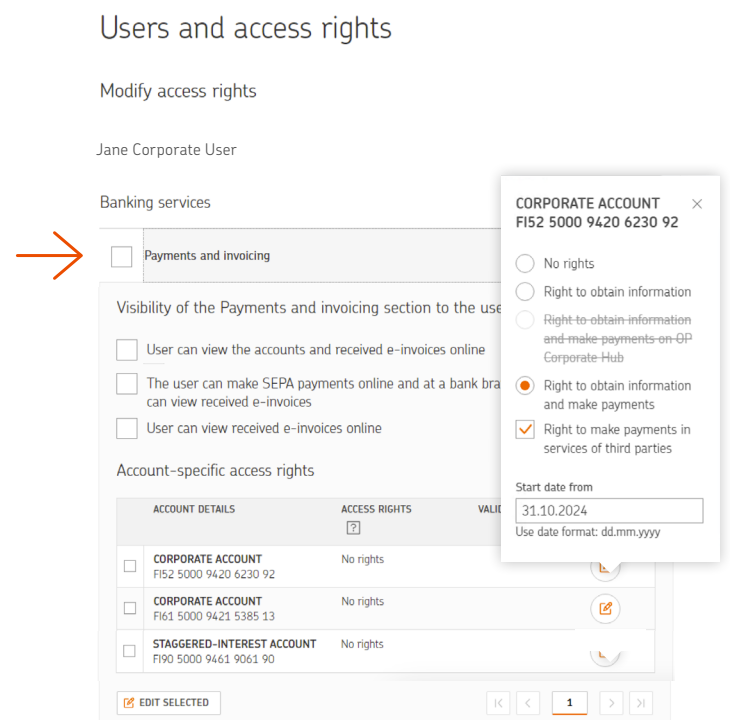 Users and access rights
Modify access rights
Jane Corporate User
Banking services
Payments and invoicing
Visibility of the Payments and invoicing section to the use
User can view the accounts and received e-invoices online
The user can make SEPA payments online and at a bank bra
can view received e-invoices
User can view received e-invoices online
Account-specific access rights
ACCOUNT DETAILS
ACCESS RIGHTS
?
VALID
CORPORATE ACCOUNT
FI52 5000 9420 6230 92
No rights
CORPORATE ACCOUNT
FI61 5000 9421 5385 13
No rights
STAGGERED-INTEREST ACCOUNT
FI90 5000 9461 9061 90
No rights
EDIT SELECTED
1
CORPORATE ACCOUNT
FI52 5000 9420 6230 92
No rights
Right to obtain information
Right to obtain information
and make payments on OP
Corporate Hub
Right to obtain information
and make payments
Right to make payments in
services of third parties
Start date from
31.10.2024
Use date format: dd.mm.yyyy